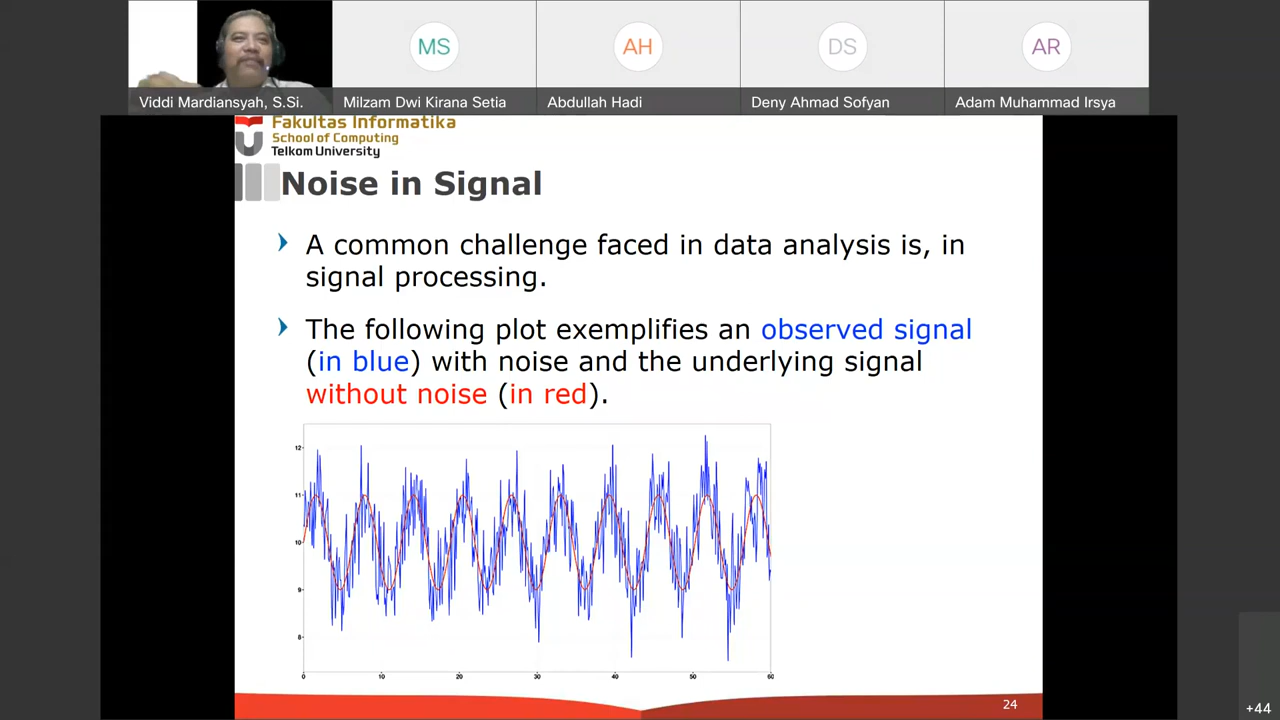 MS
AH
DS
AR
Viddi Mardiansyah, S.Si.
Milzam Dwi Kirana Setia
Abdullah Hadi
Deny Ahmad Sofyan
Adam Muhammad Irsya
Fakultas Informatika
School of Computing
Telkom University
Noise in Signal
A common challenge faced in data analysis is, in
signal processing.
The following plot exemplifies an observed signal
(in blue) with noise and the underlying signal
without noise (in red).
12
11
10
9
8
0 10 20 30 40 50 60
24
+44